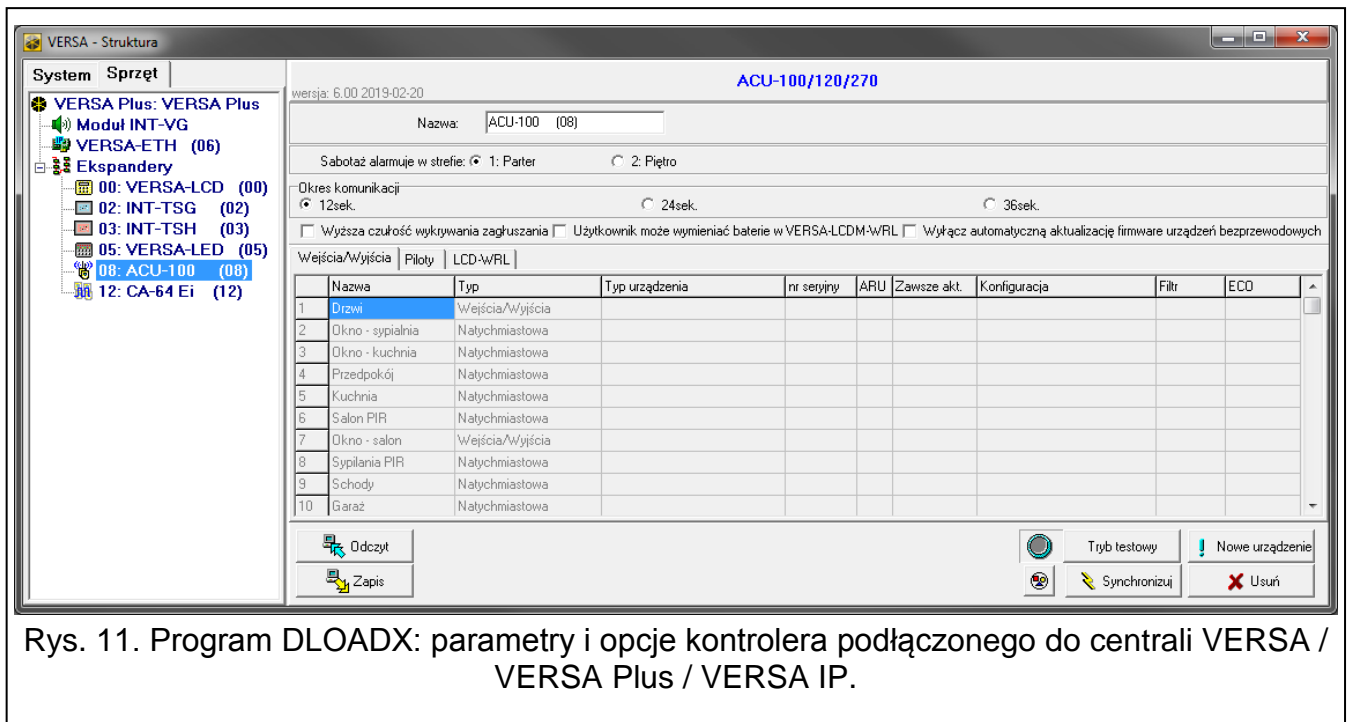 VERSA - Struktura
System Sprzęt
VERSA Plus: VERSA Plus
Moduł INT-VG
VERSA-ETH (06)
Ekspandery
00: VERSA-LCD (00)
02: INT-TSG (02)
03: INT-TSH (03)
05: VERSA-LED (05)
08: ACU-100 (08)
12: CA-64 Ei (12)
ACU-100/120/270
wersja: 6.00 2019-02-20
Nazwa: ACU-100 (08)
Sabotaż alarmuje w strefie: 1: Parter 2: Piętro
Okres komunikacji
12sek. 24sek. 36sek.
Wyższa czułość wykrywania zagłuszania Użytkownik może wymieniać baterie w VERSA-LCDM-WRL Wyłącz automatyczną aktualizację firmware urządzeń bezprzewodowych
Wejścia/Wyjścia Piloty LCD-WRL
Nazwa Typ Typ urządzenia nr seryjny ARU Zawsze akt. Konfiguracja Filtr ECO
1 Drzwi Wejścia/Wyjścia
2 Okno - sypialnia Natychmiastowa
3 Okno - kuchnia Natychmiastowa
4 Przedpokój Natychmiastowa
5 Kuchnia Natychmiastowa
6 Salon PIR Natychmiastowa
7 Okno - salon Wejścia/Wyjścia
8 Sypilania PIR Natychmiastowa
9 Schody Natychmiastowa
10 Garaż Natychmiastowa
Odczyt Tryb testowy Nowe urządzenie
Zapis Synchronizuj Usuń
Rys. 11. Program DLOADX: parametry i opcje kontrolera podłączonego do centrali VERSA /
VERSA Plus / VERSA IP.